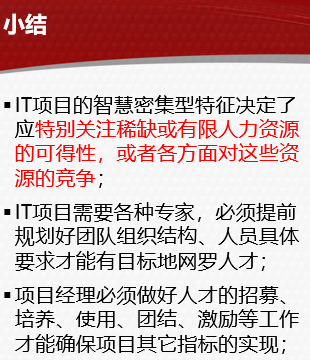 小结
▪IT项目的智慧密集型特征决定了
应特别关注稀缺或有限人力资源
的可得性，或者各方面对这些资
源的竞争；
▪IT项目需要各种专家，必须提前
规划好团队组织结构、人员具体
要求才能有目标地网罗人才；
▪项目经理必须做好人才的招募、
培养、使用、团结、激励等工作
才能确保项目其它指标的实现；